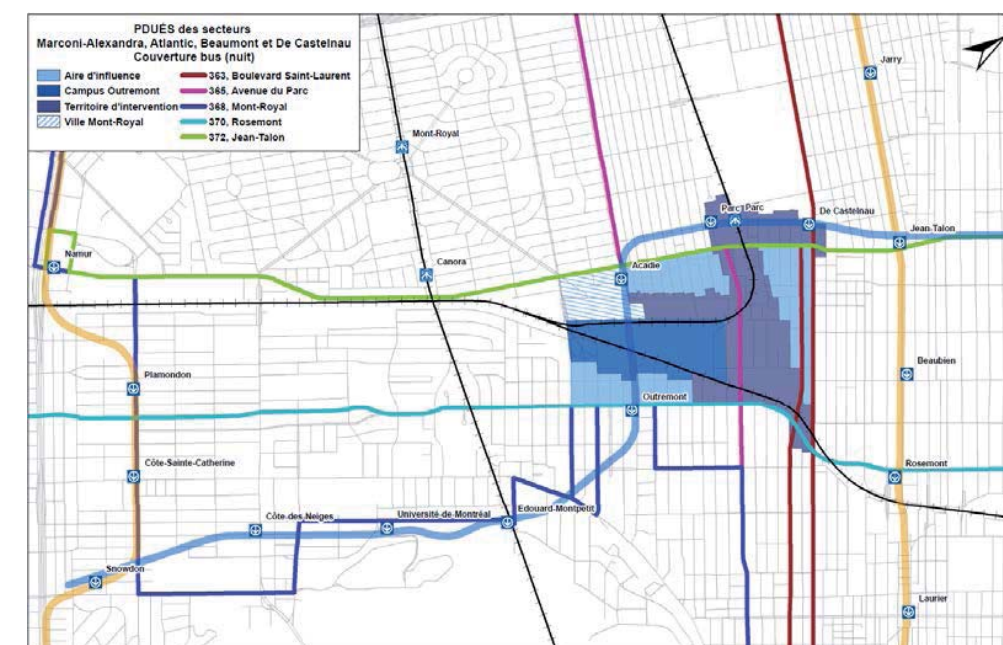 PDUÉS des secteurs
Marconi-Alexandra, Atlantic, Beaumont et De Castelnau
Couverture bus (nuit)
Aire d'influence
Campus Outremont
Territoire d'intervention
Ville Mont-Royal
363, Boulevard Saint-Laurent
365, Avenue du Parc
368, Mont-Royal
370, Rosemont
372, Jean-Talon
Jarry
Mont-Royal
Parc Parc
De Castelnau
Jean-Talon
Namur
Canora
Acadie
Plamondon
Beaubien
Outremont
Côte-Sainte-Catherine
Rosemont
Côte-des-Neiges
Université-de-Montréal
Edouard-Montpetit
Snowdon
Laurier